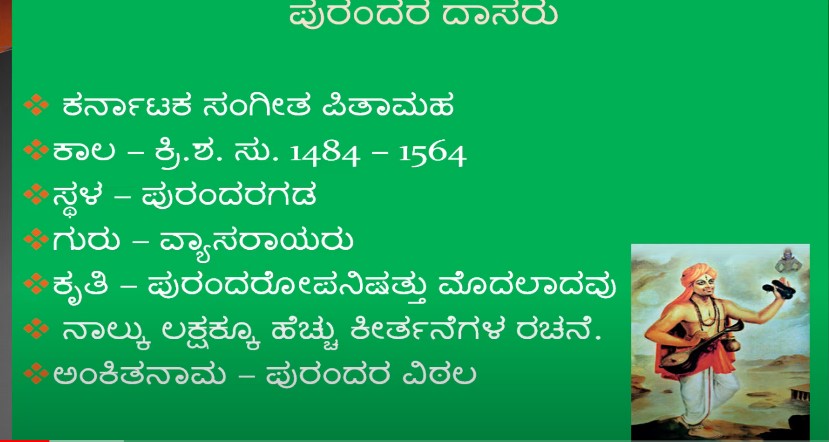 ಪುರಂದರ ದಾಸರು
ಕರ್ನಾಟಕ ಸಂಗೀತ ಪಿತಾಮಹ
ಕಾಲ – ಕ್ರಿ.ಶ. ಸು. 1484 – 1564
ಸ್ಥಳ – ಪುರಂದರಗಡ
ಗುರು – ವ್ಯಾಸರಾಯರು
ಕೃತಿ – ಪುರಂದರೋಪನಿಷತ್ತು ಮೊದಲಾದವು
ನಾಲ್ಕು ಲಕ್ಷಕ್ಕೂ ಹೆಚ್ಚು ಕೀರ್ತನೆಗಳ ರಚನೆ.
ಅಂಕಿತನಾಮ – ಪುರಂದರ ವಿಠಲ